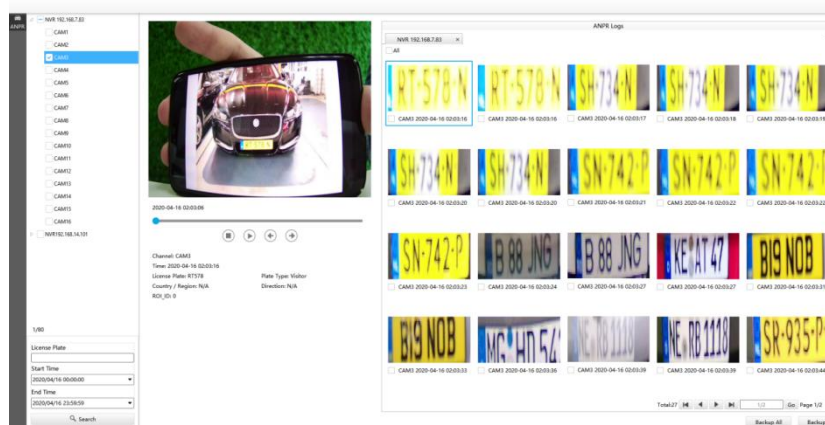 ANPR
NVR 192.168.7.83
CAM1
CAM2
CAM3
CAM4
CAM5
CAM6
CAM7
CAM8
CAM9
CAM10
CAM11
CAM12
CAM13
CAM14
CAM15
CAM16
NVR192.168.14.101
1/80
License Plate
Start Time
2020/04/16 00:00:00
End Time
2020/04/16 23:59:59
Search
2020-04-16 02:03:06
Channel: CAM3
Time: 2020-04-16 02:03:16
License Plate: RT578 Plate Type: Visitor
Country / Region: N/A Direction: N/A
ROI_ID: 0
ANPR Logs
NVR 192.168.7.83 ×
All
RT-578-N RT-578-N SH-734-N SH-734-N SH-734-N
CAM3 2020-04-16 02:03:16 CAM3 2020-04-16 02:03:16 CAM3 2020-04-16 02:03:17 CAM3 2020-04-16 02:03:18 CAM3 2020-04-16 02:03:19
SH-734-N SH-734-N SN-742-P SN-742-P SN-742-P
CAM3 2020-04-16 02:03:20 CAM3 2020-04-16 02:03:20 CAM3 2020-04-16 02:03:21 CAM3 2020-04-16 02:03:22 CAM3 2020-04-16 02:03:22
SN-742-P B 88 JNG B 88 JNG KE AT 47 B19 NOB
CAM3 2020-04-16 02:03:23 CAM3 2020-04-16 02:03:24 CAM3 2020-04-16 02:03:27 CAM3 2020-04-16 02:03:27 CAM3 2020-04-16 02:03:31
B19 NOB MG HD 54 NE RB 1118 NE RB 1118 SR-935-P
CAM3 2020-04-16 02:03:33 CAM3 2020-04-16 02:03:36 CAM3 2020-04-16 02:03:39 CAM3 2020-04-16 02:03:39 CAM3 2020-04-16 02:03:44
Total:27 1/2 Go Page 1/2
Backup All Backup